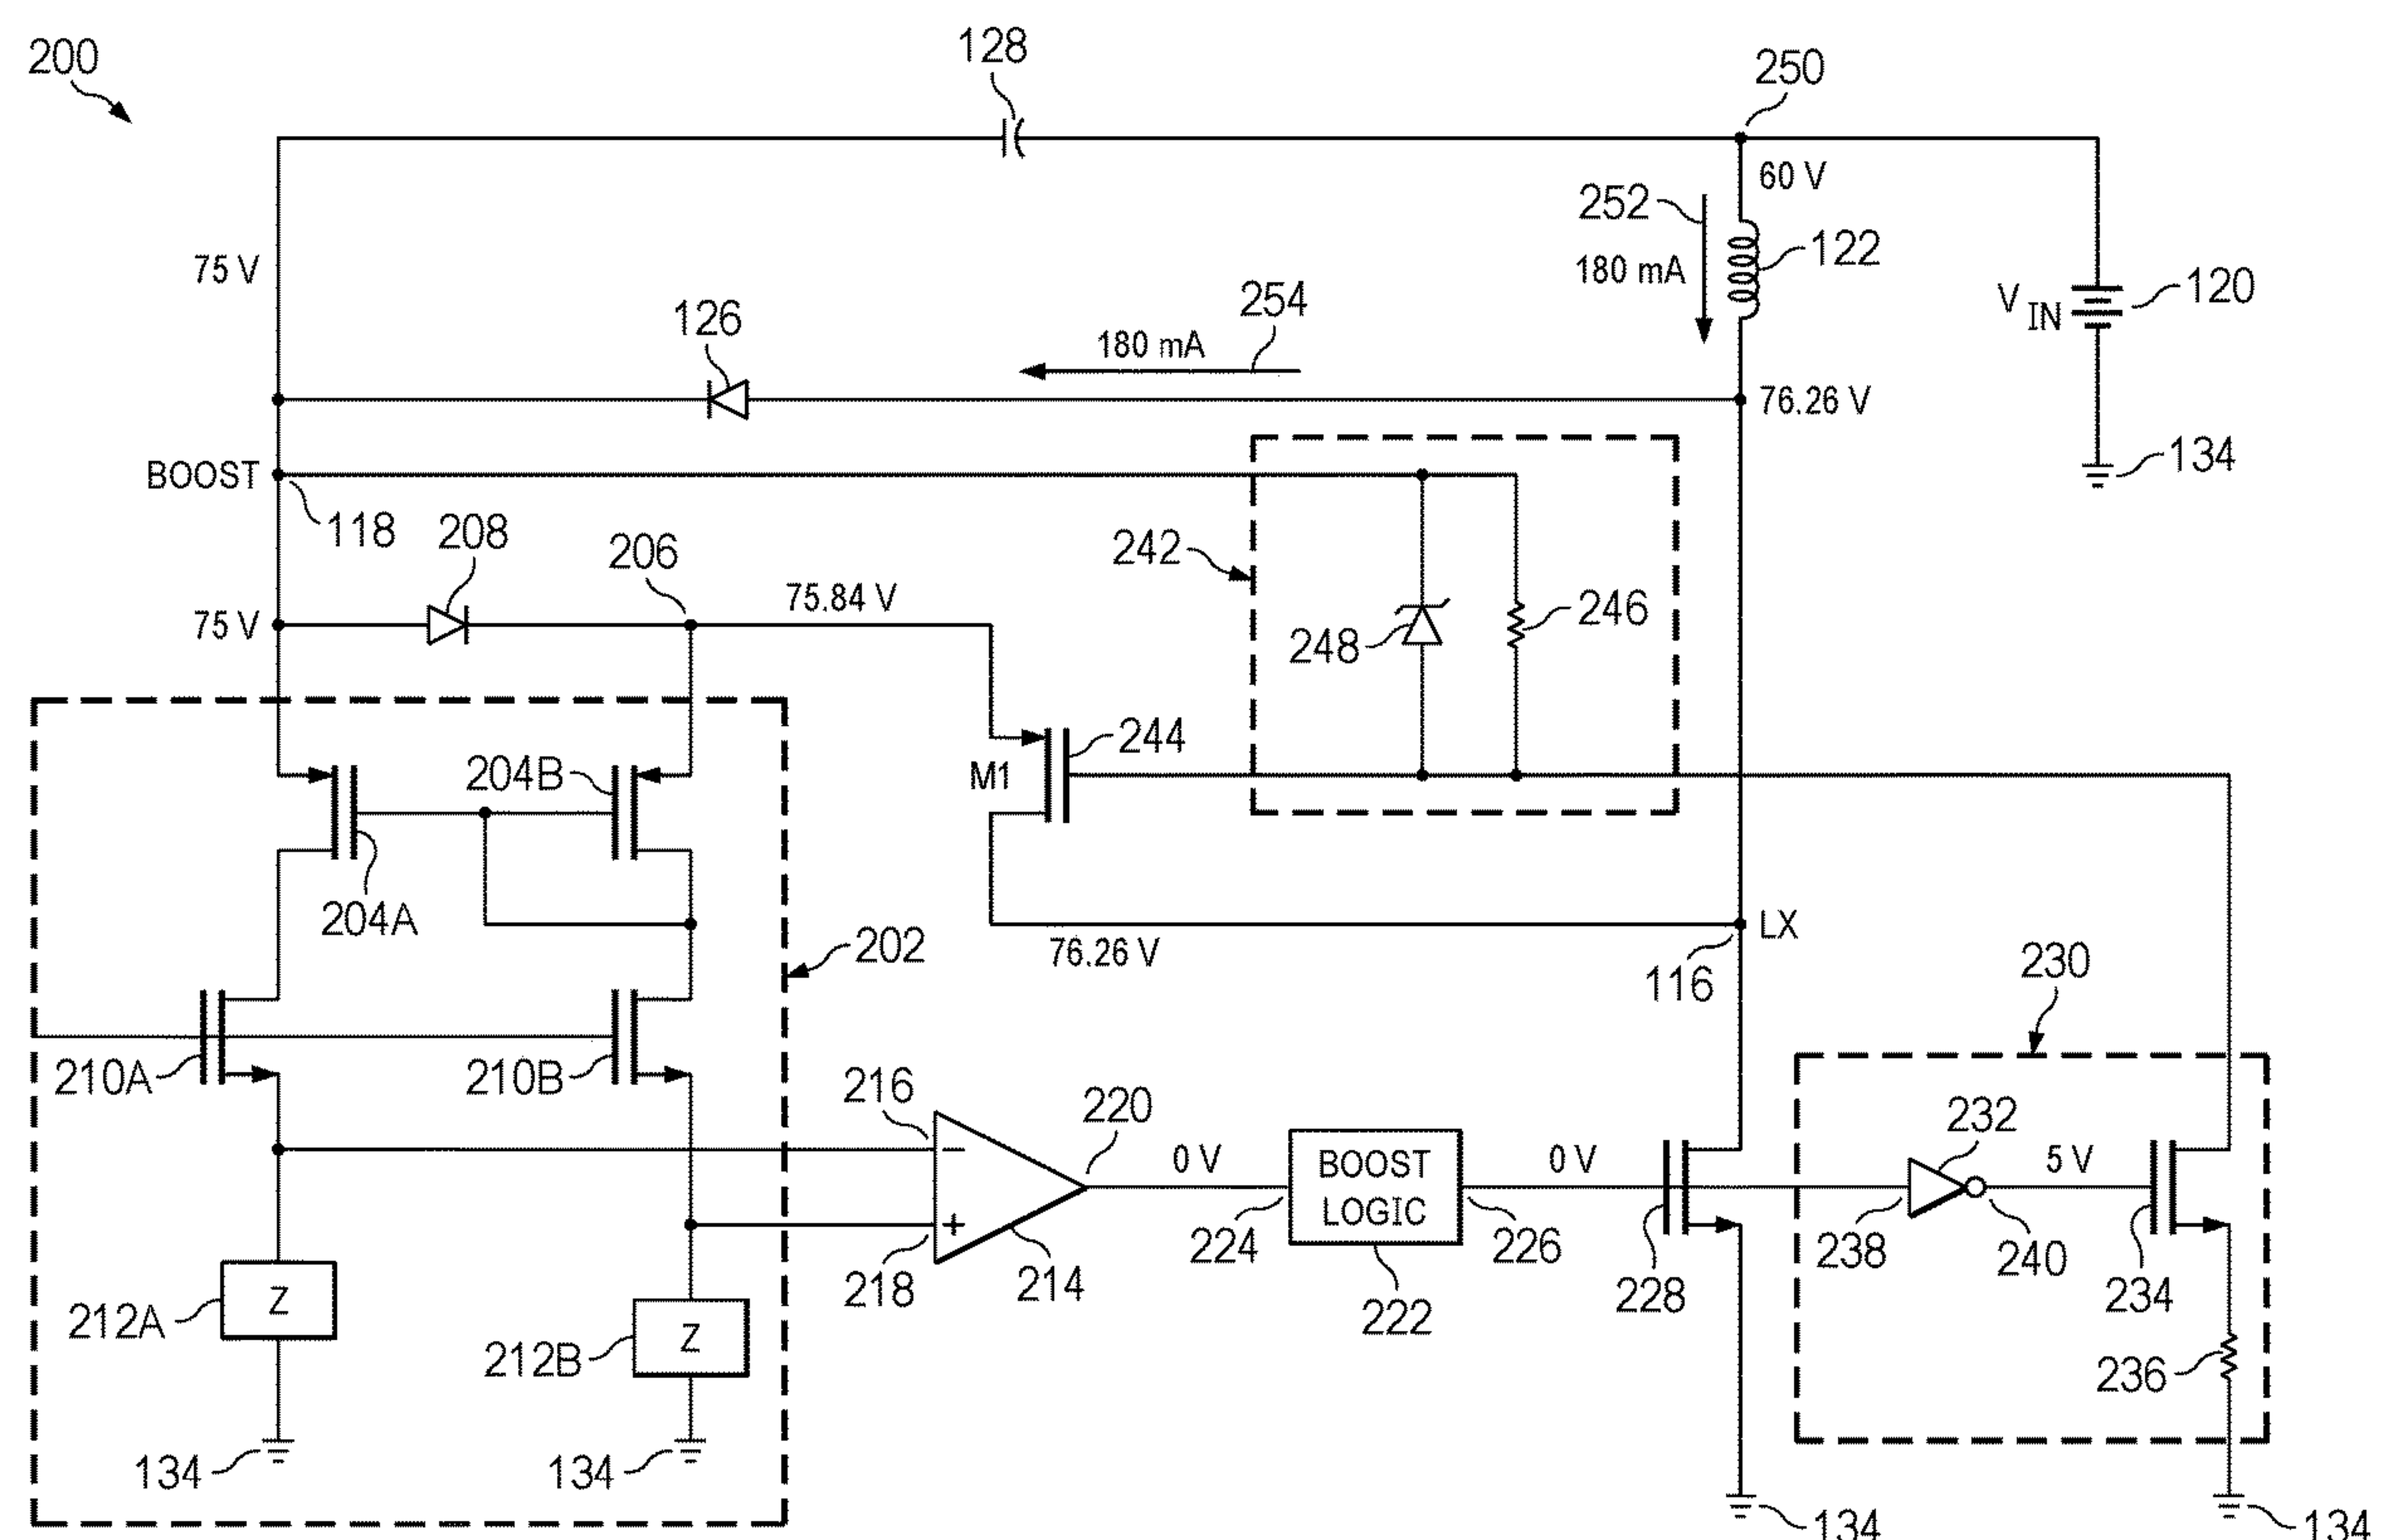 200
128
250
60 V
252
180 mA
122
75 V
126
180 mA
254
V IN
120
76.26 V
134
BOOST
118
208
206
242
75 V
75.84 V
248
246
204B
M1
244
204A
202
76.26 V
LX
116
230
210A
210B
216
220
0 V
BOOST
LOGIC
0 V
232
5 V
218
214
224
222
226
228
238
240
234
212A
Z
212B
Z
236
134
134
134
134
−
+